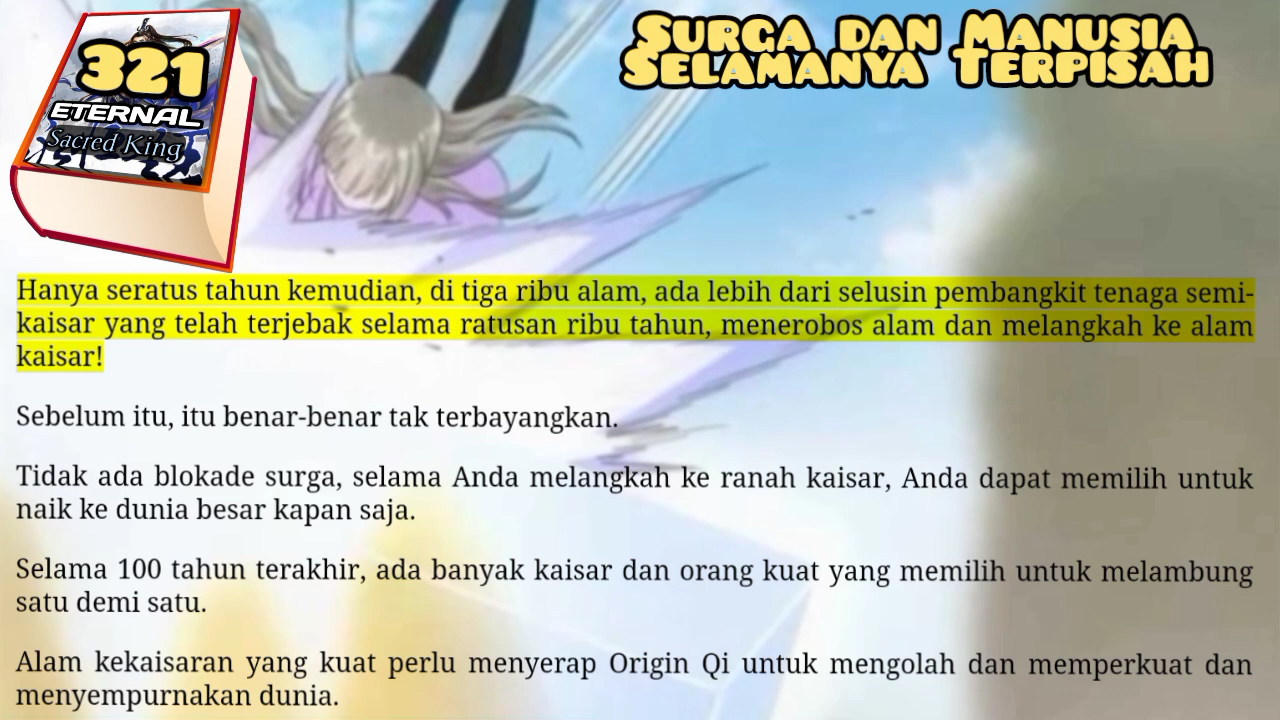 321
ETERNAL
Sacred King
SURGA DAN MANUSIA
SELAMANYA TERPISAH
Hanya seratus tahun kemudian, di tiga ribu alam, ada lebih dari selusin pembangkit tenaga semi-
kaisar yang telah terjebak selama ratusan ribu tahun, menerobos alam dan melangkah ke alam
kaisar!
Sebelum itu, itu benar-benar tak terbayangkan.
Tidak ada blokade surga, selama Anda melangkah ke ranah kaisar, Anda dapat memilih untuk
naik ke dunia besar kapan saja.
Selama 100 tahun terakhir, ada banyak kaisar dan orang kuat yang memilih untuk melambung
satu demi satu.
Alam kekaisaran yang kuat perlu menyerap Origin Qi untuk mengolah dan memperkuat dan
menyempurnakan dunia.